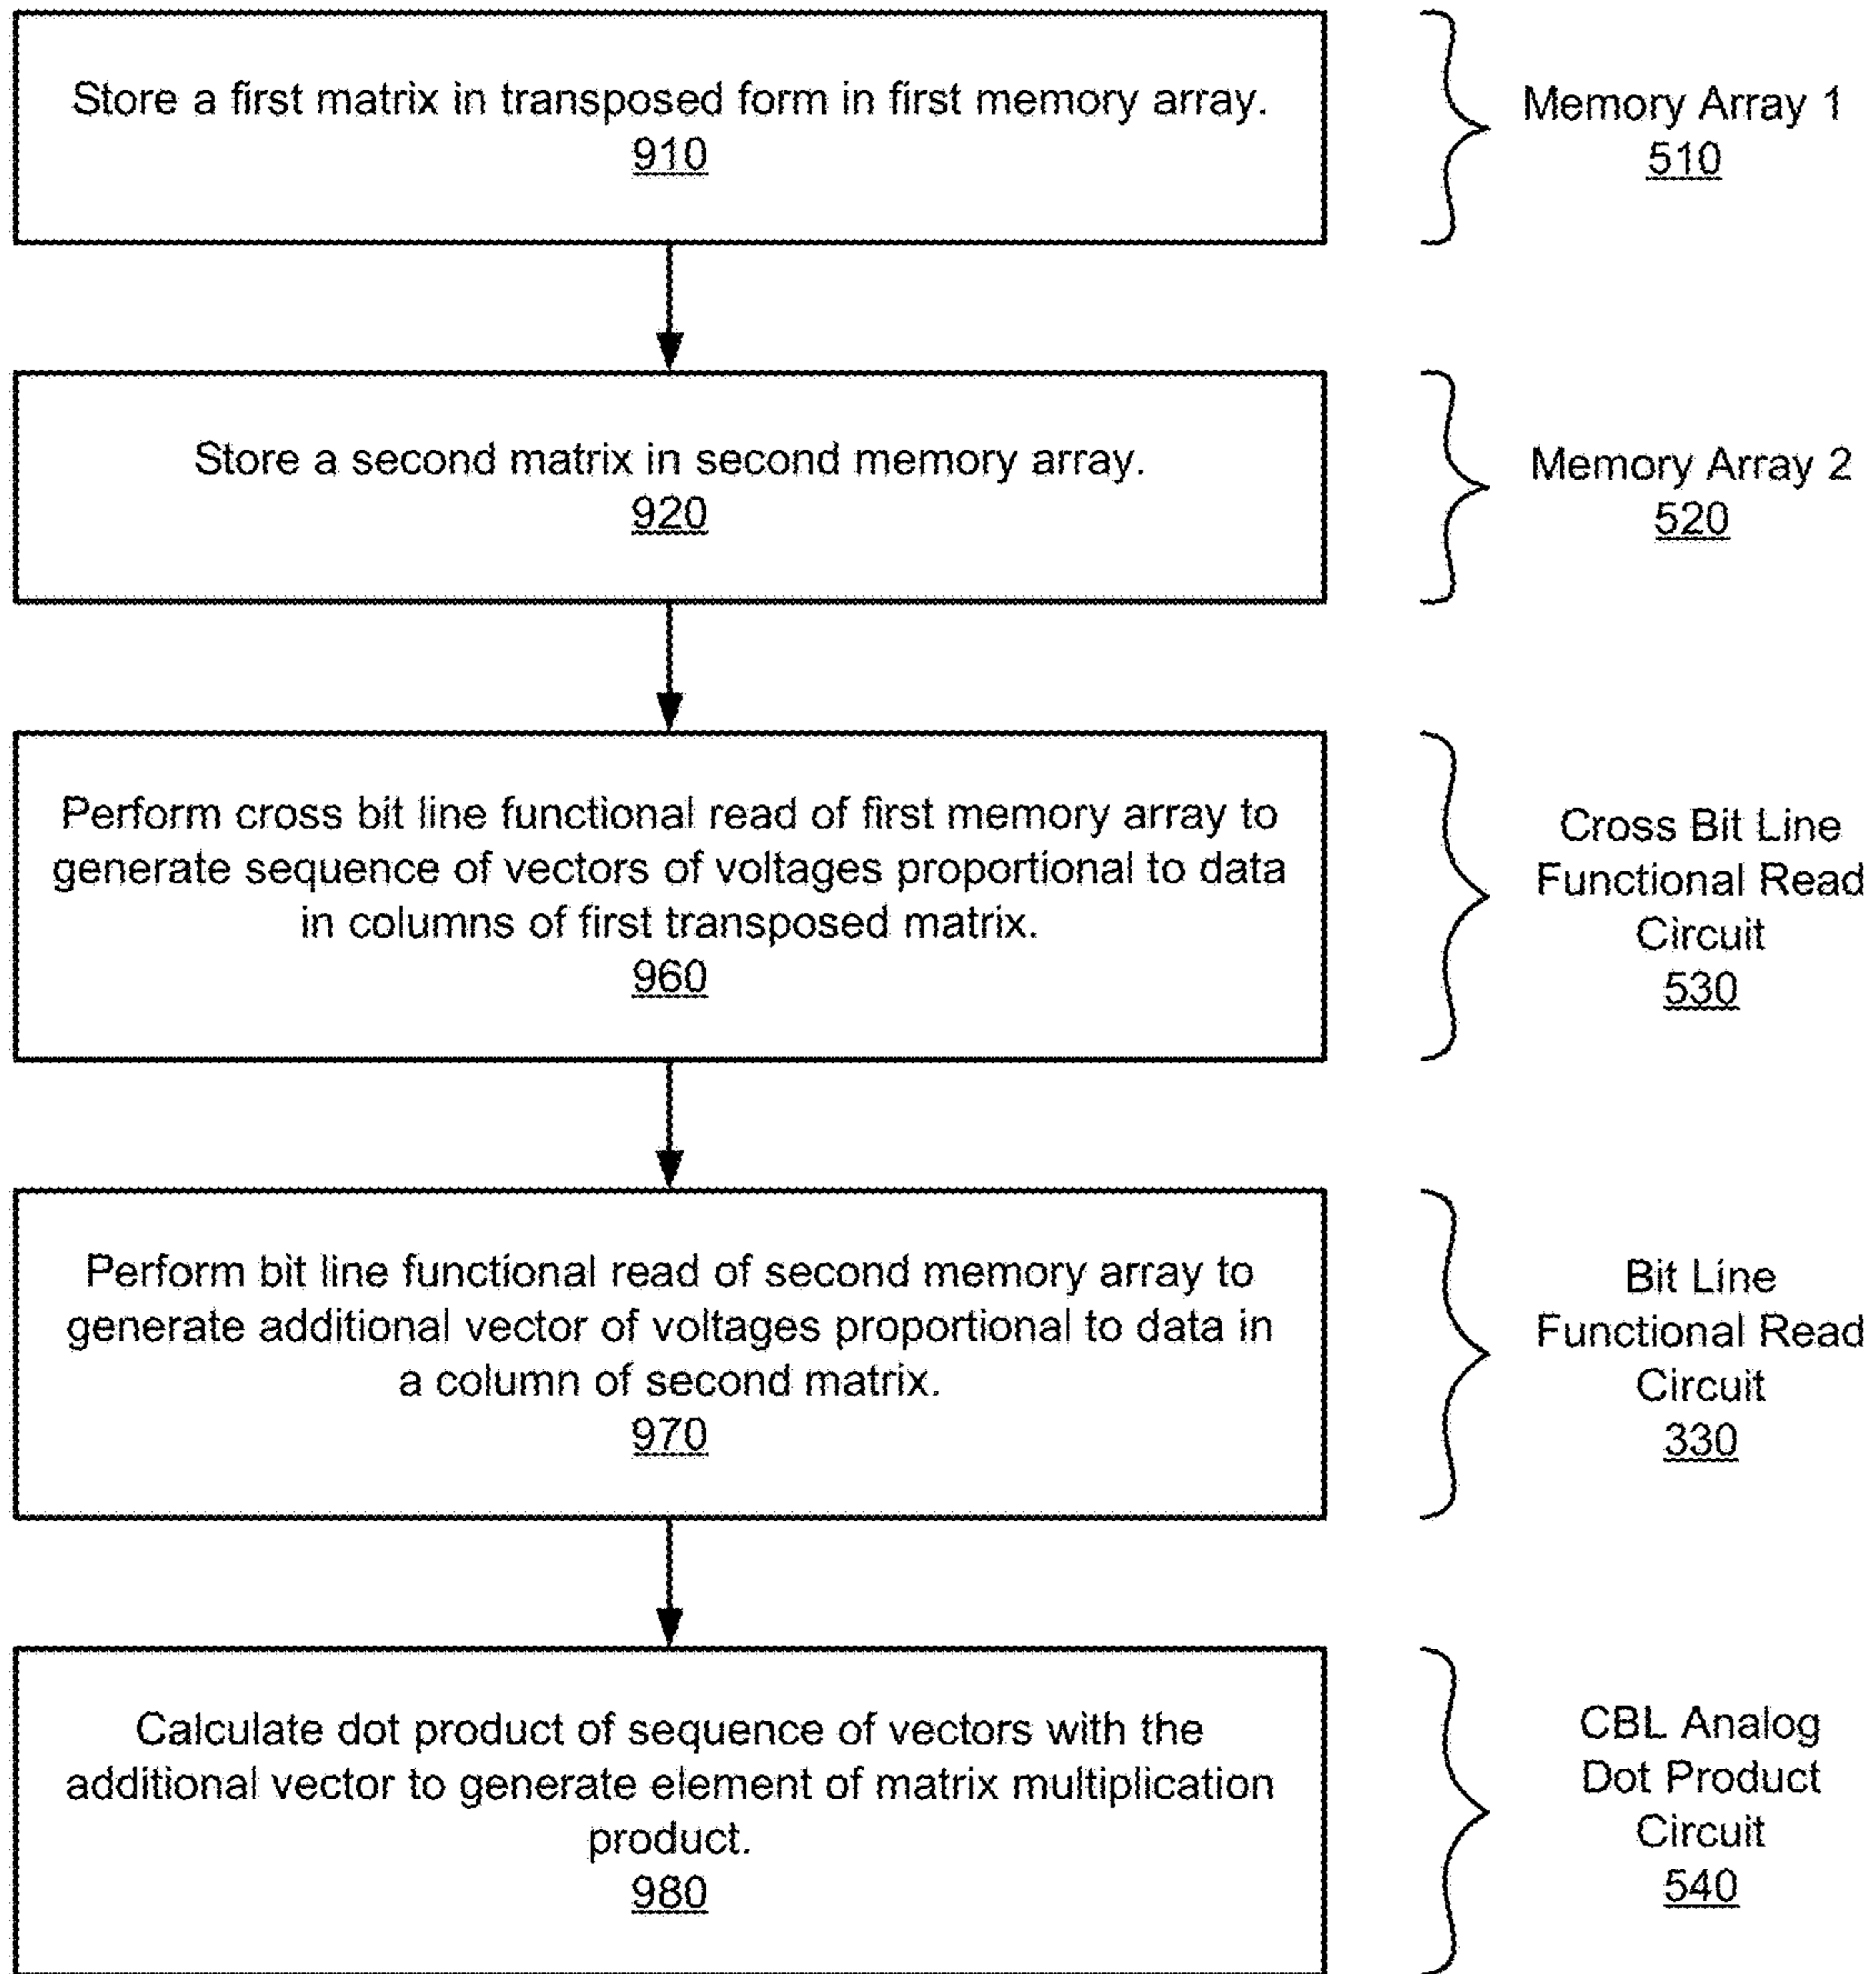 Store a first matrix in transposed form in first memory array.
910
Memory Array 1
510
Store a second matrix in second memory array.
920
Memory Array 2
520
Perform cross bit line functional read of first memory array to
generate sequence of vectors of voltages proportional to data
in columns of first transposed matrix.
960
Cross Bit Line
Functional Read
Circuit
530
Perform bit line functional read of second memory array to
generate additional vector of voltages proportional to data in
a column of second matrix.
970
Bit Line
Functional Read
Circuit
330
Calculate dot product of sequence of vectors with the
additional vector to generate element of matrix multiplication
product.
980
CBL Analog
Dot Product
Circuit
540